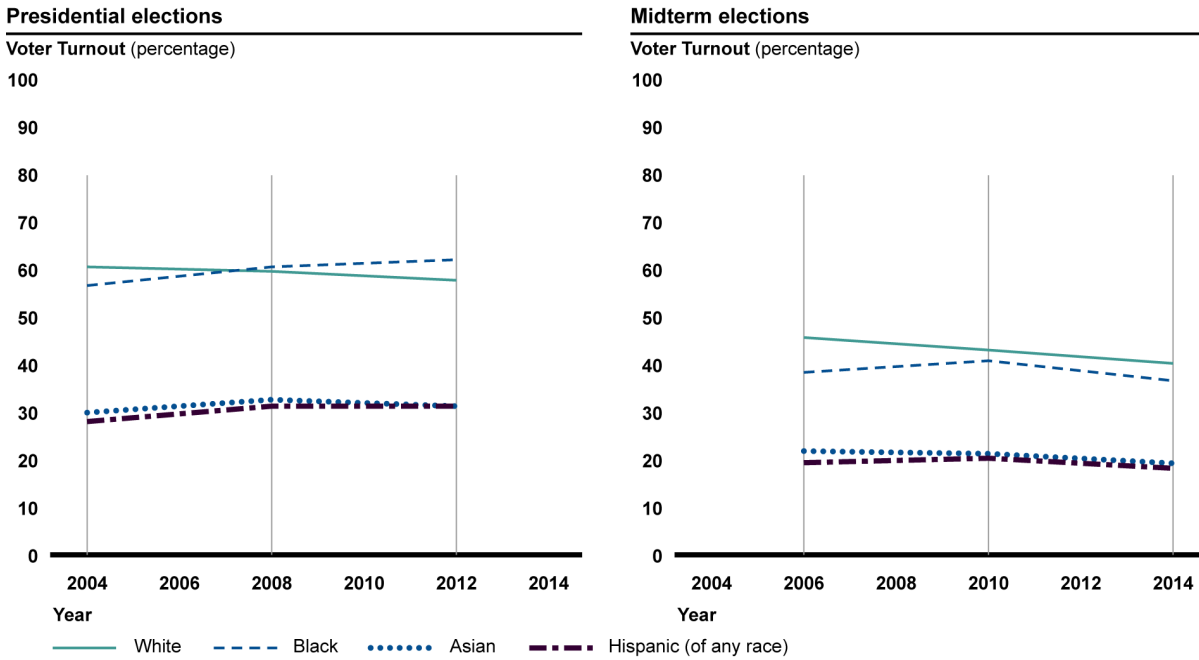 Presidential elections
Voter Turnout (percentage)
100
90
80
70
60
50
40
30
20
10
0
2004 2006 2008 2010 2012 2014
Year
Midterm elections
Voter Turnout (percentage)
100
90
80
70
60
50
40
30
20
10
0
2004 2006 2008 2010 2012 2014
Year
White Black Asian Hispanic (of any race)